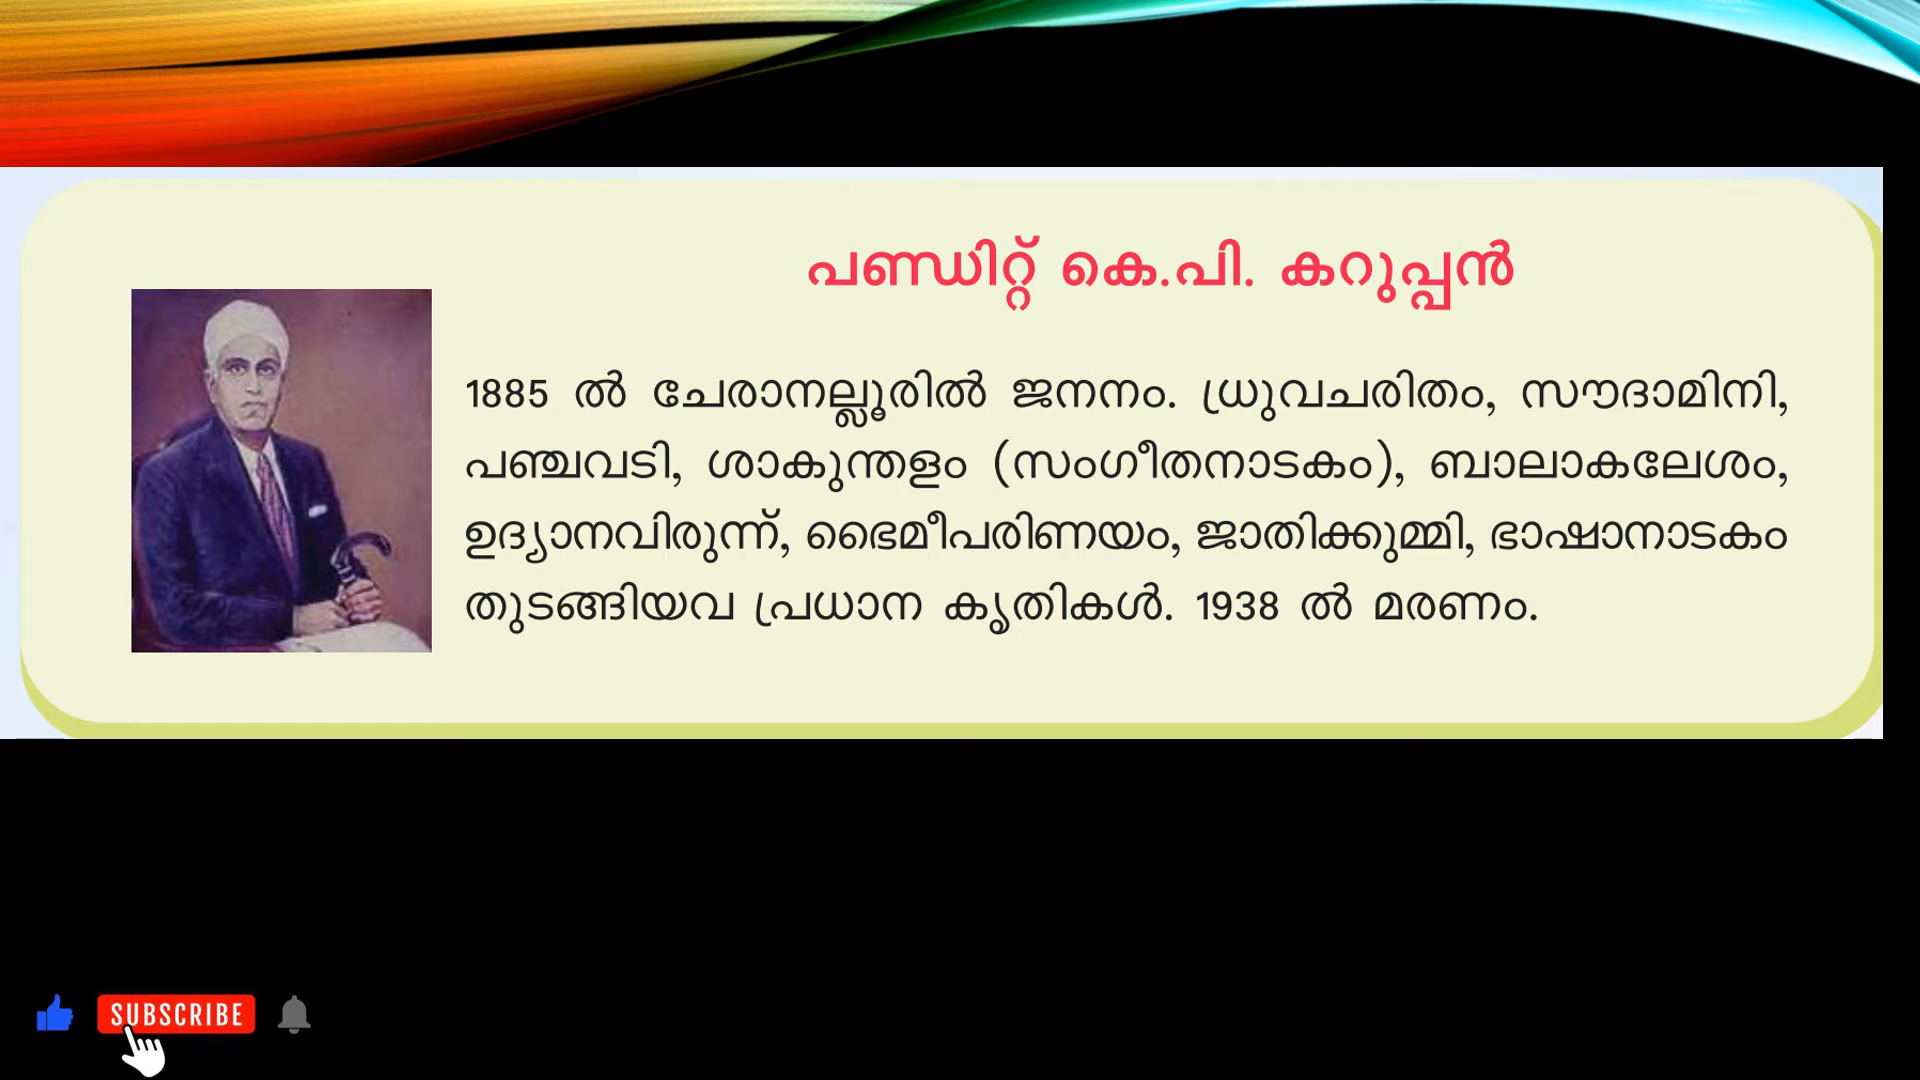 പണ്ഡിറ്റ് കെ.പി. കറുപ്പൻ
1885 ൽ ചേരാനല്ലൂരിൽ ജനനം. ധ്രുവചരിതം, സൗദാമിനി,
പഞ്ചവടി, ശാകുന്തളം (സംഗീതനാടകം), ബാലാകലേശം,
ഉദ്യാനവിരുന്ന്, ഭൈമീപരിണയം, ജാതിക്കുമ്മി, ഭാഷാനാടകം
തുടങ്ങിയവ പ്രധാന കൃതികൾ. 1938 ൽ മരണം.
SUBSCRIBE